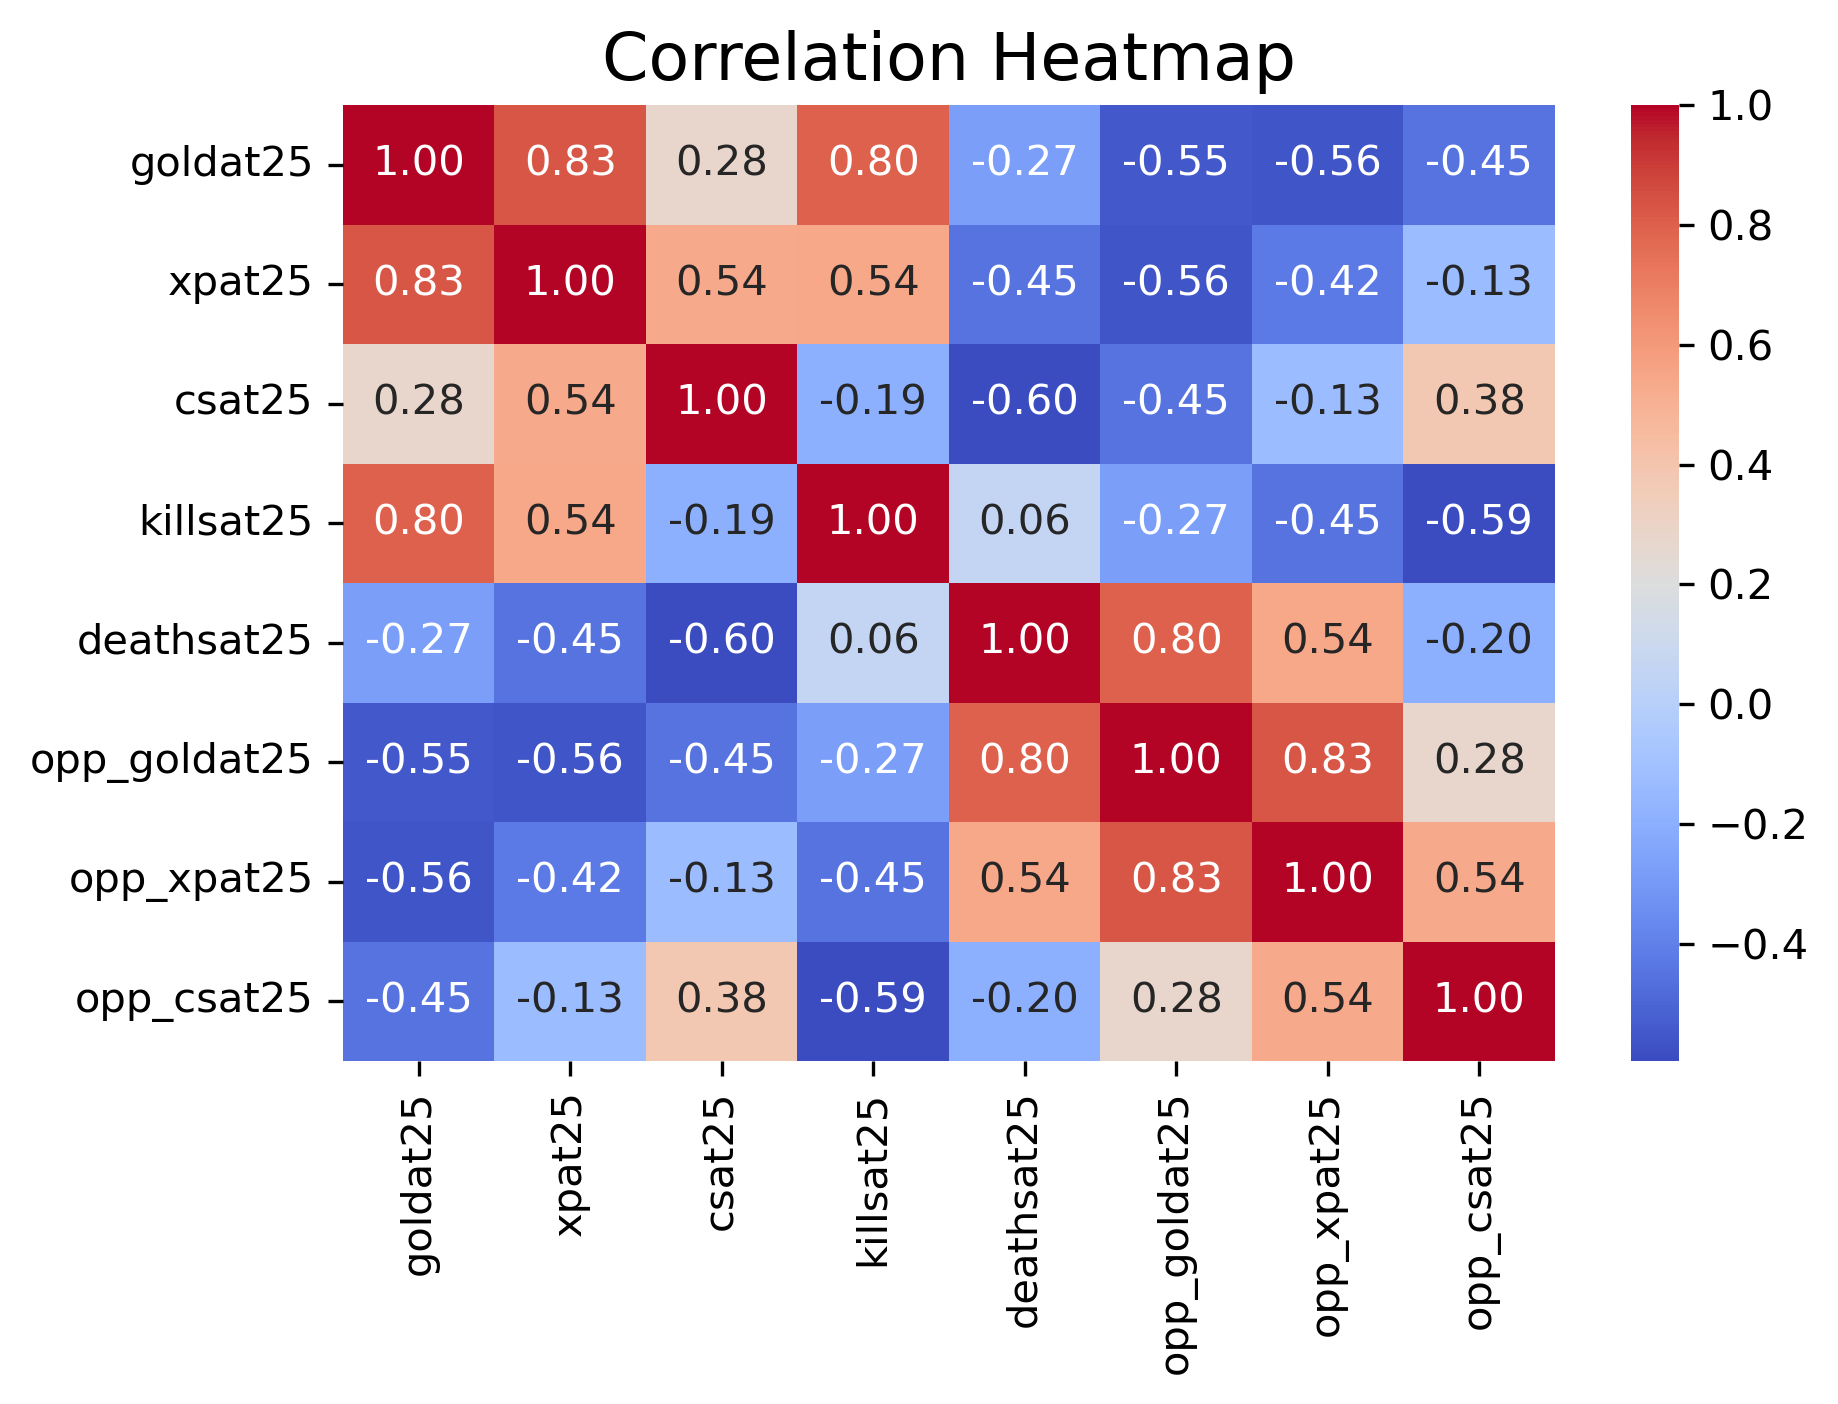 Correlation Heatmap
goldat25 1.00 0.83 0.28 0.80 -0.27 -0.55 -0.56 -0.45
xpat25 0.83 1.00 0.54 0.54 -0.45 -0.56 -0.42 -0.13
csat25 0.28 0.54 1.00 -0.19 -0.60 -0.45 -0.13 0.38
killsat25 0.80 0.54 -0.19 1.00 0.06 -0.27 -0.45 -0.59
deathsat25 -0.27 -0.45 -0.60 0.06 1.00 0.80 0.54 -0.20
opp_goldat25 -0.55 -0.56 -0.45 -0.27 0.80 1.00 0.83 0.28
opp_xpat25 -0.56 -0.42 -0.13 -0.45 0.54 0.83 1.00 0.54
opp_csat25 -0.45 -0.13 0.38 -0.59 -0.20 0.28 0.54 1.00
goldat25
xpat25
csat25
killsat25
deathsat25
opp_goldat25
opp_xpat25
opp_csat25
1.0
0.8
0.6
0.4
0.2
0.0
−0.2
−0.4